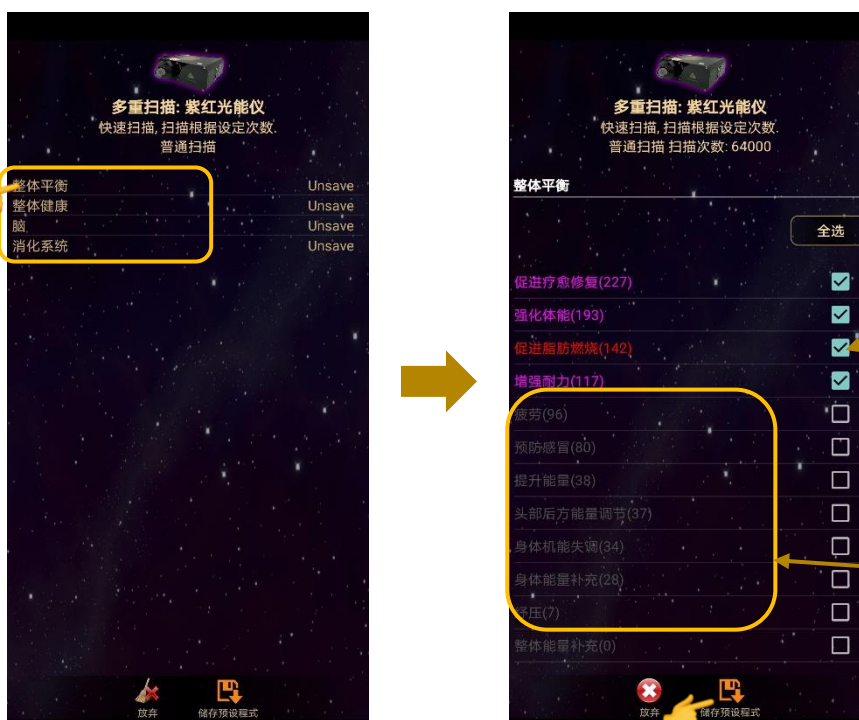 多重扫描: 紫红光能仪
快速扫描, 扫描根据设定次数.
普通扫描
整体平衡 Unsave
整体健康 Unsave
脑 Unsave
消化系统 Unsave
放弃 储存预设程式
多重扫描: 紫红光能仪
快速扫描, 扫描根据设定次数.
普通扫描 扫描次数: 64000
整体平衡
全选
促进疗愈修复(227)
强化体能(193)
促进脂肪燃烧(142)
增强耐力(117)
疲劳(96)
预防感冒(80)
提升能量(38)
头部后方能量调节(37)
身体机能失调(34)
身体能量补充(28)
纾压(7)
整体能量补充(0)
放弃 储存预设程式